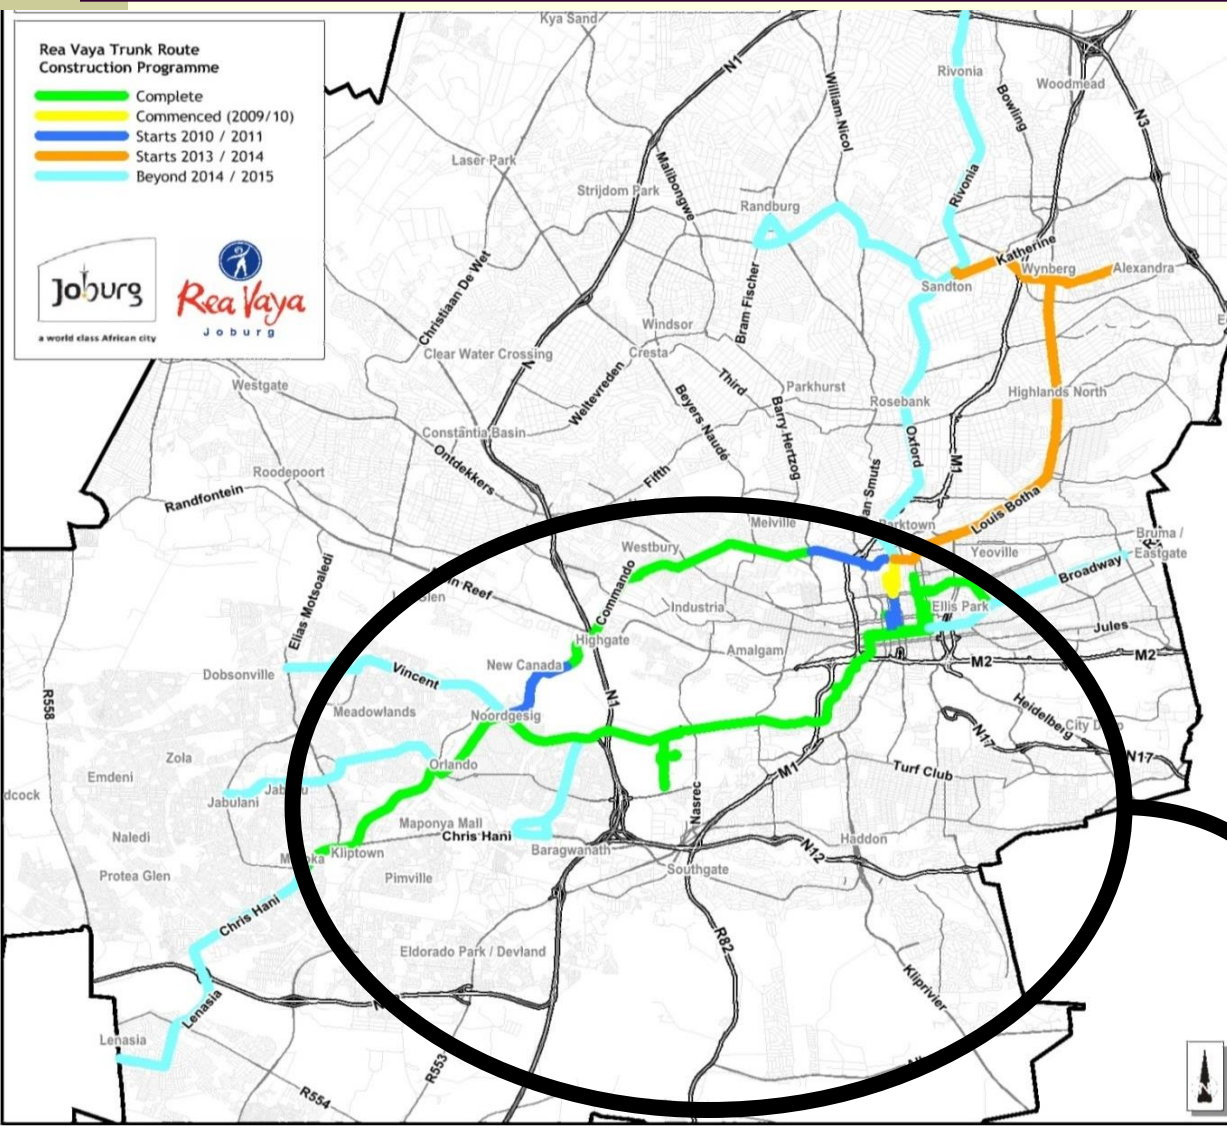 Rea Vaya Trunk Route
Construction Programme
Complete
Commenced (2009/10)
Starts 2010 / 2011
Starts 2013 / 2014
Beyond 2014 / 2015
Joburg
a world class African city
Rea Vaya
Joburg
Kya Sand
N1
William Nicol
Rivonia
Bowling
Woodmead
N3
Laser Park
Malibongwe
Strijdom Park
Randburg
Rivonia
Katherine
Wynberg
Alexandra
Sandton
Christiaan De Wet
Bram Fischer
Windsor
Clear Water Crossing
Cresta
Weltevreden
Third
Parkhurst
Westgate
Beyers Naudé
Barry Hertzog
Rosebank
Highlands North
Constantia Basin
Oxford
M1
Ontdekkers
Fifth
Roodepoort
Randfontein
Louis Botha
Melville
Parktown
Westbury
Yeoville
Bruma /
Eastgate
Broadway
Elias Motsoaledi
Commando
Industria
Ellis Park
Jules
Highgate
Amalgam
M2
M2
New Canada
Dobsonville
Vincent
R558
N1
Meadowlands
Noordgesig
Heidelberg
N17
N17
Zola
Orlando
Turf Club
Emdeni
Jabulani
M1
Nasrec
Maponya Mall
Chris Hani
Naledi
Baragwanath
Haddon
Kliptown
N12
Southgate
Protea Glen
Pimville
Chris Hani
Eldorado Park / Devland
R82
Klipriver
Lenasia
Lenasia
R553
R554